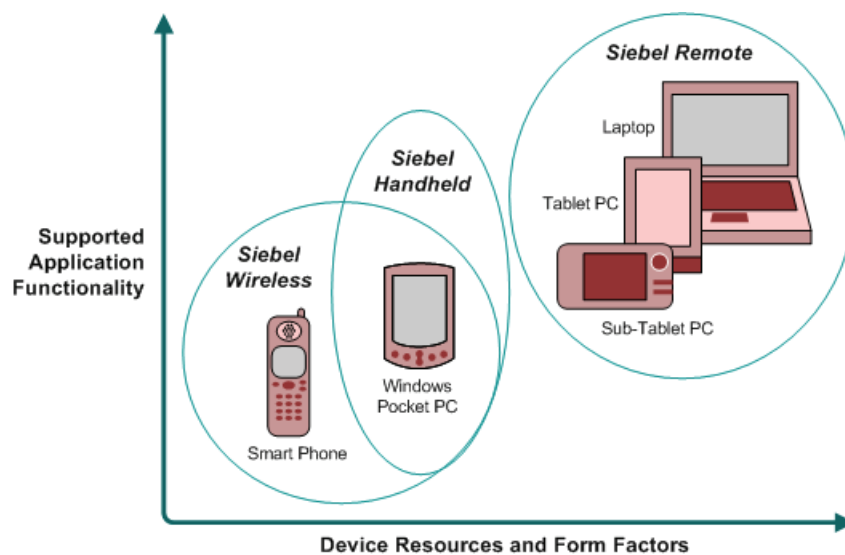 Siebel Remote
Laptop
Siebel
Handheld
Tablet PC
Supported
Application
Functionality
Siebel
Wireless
Sub-Tablet PC
Windows
Pocket PC
Smart Phone
Device Resources and Form Factors